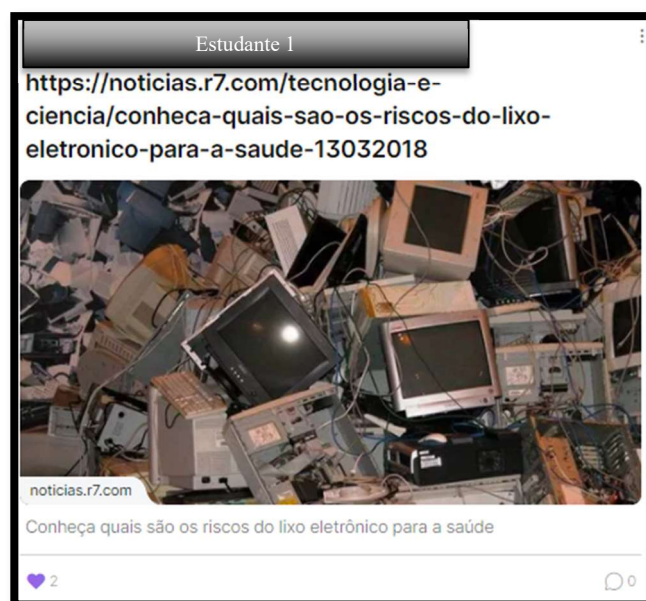 Estudante 1
https://noticias.r7.com/tecnologia-e-
ciencia/conheca-quais-sao-os-riscos-do-lixo-
eletronico-para-a-saude-13032018
noticias.r7.com
Conheça quais são os riscos do lixo eletrônico para a saúde
2
0